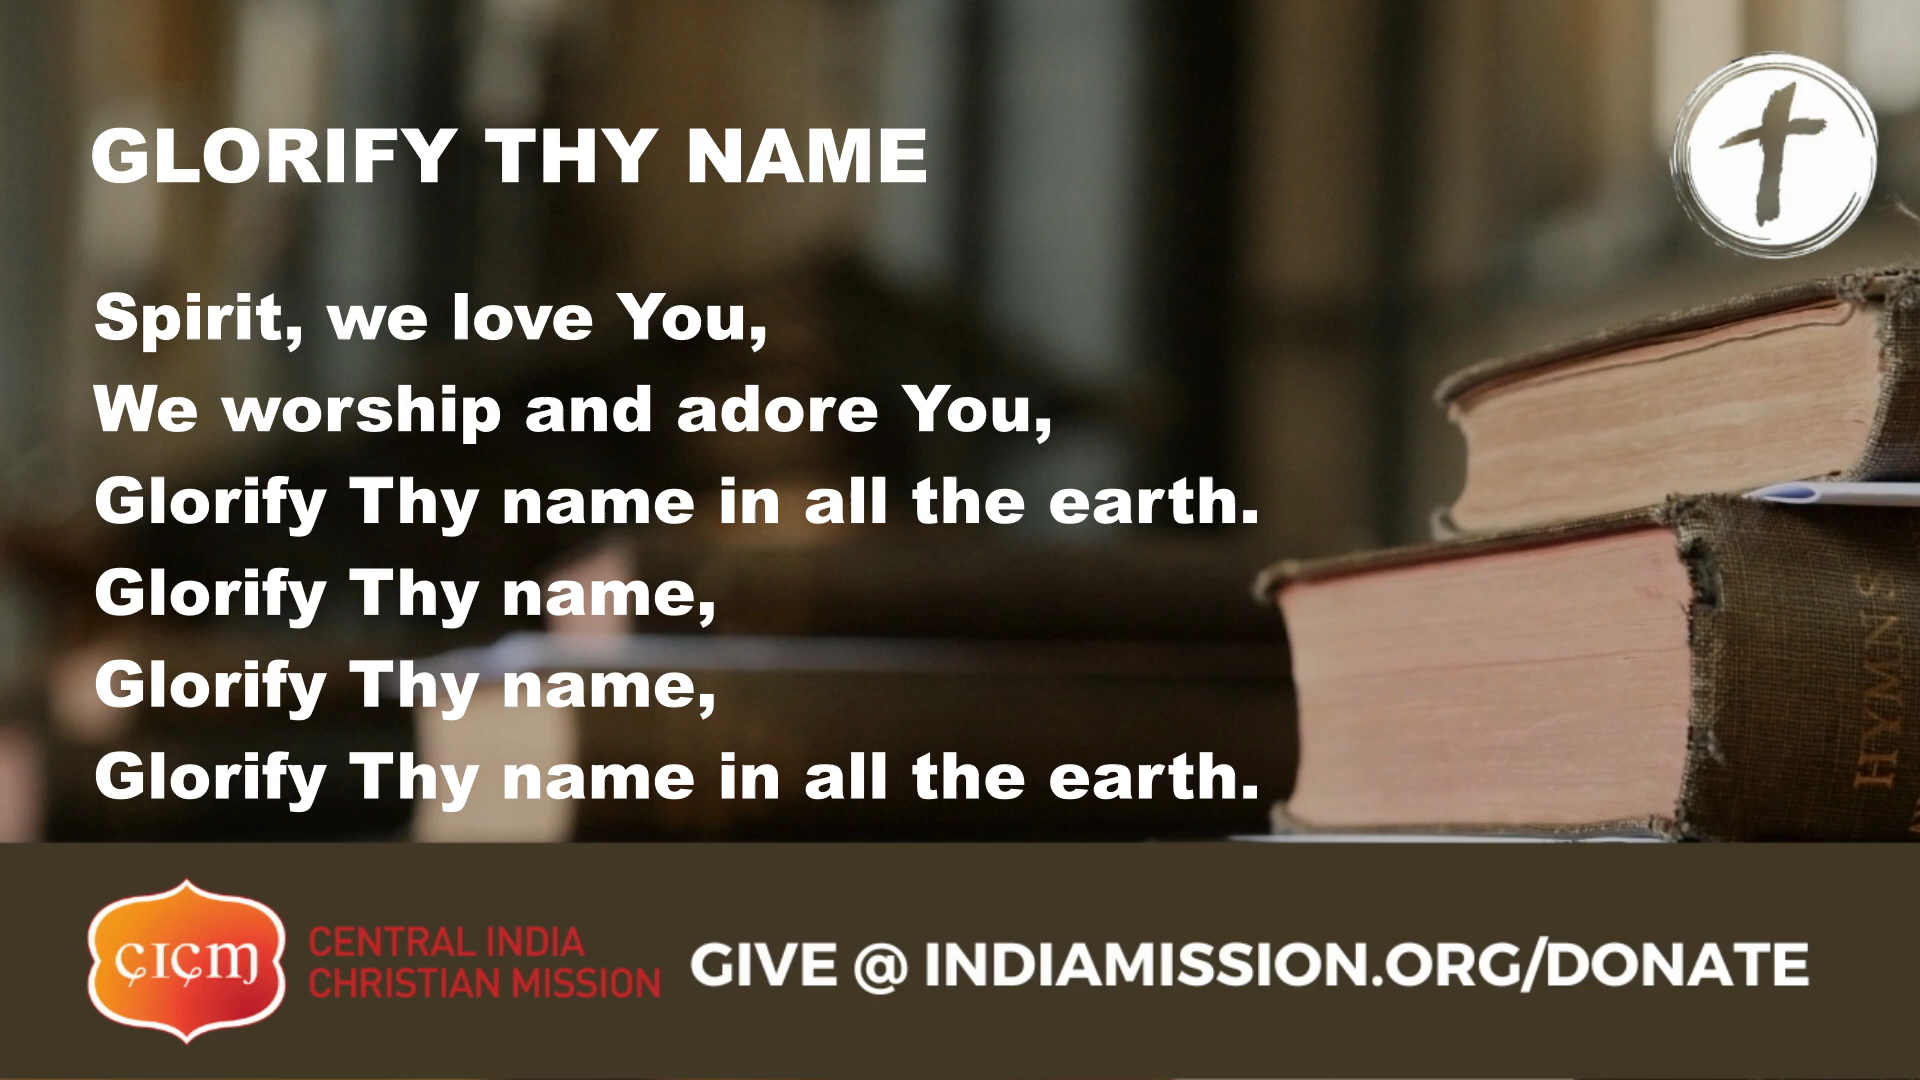 GLORIFY THY NAME
Spirit, we love You,
We worship and adore You,
Glorify Thy name in all the earth.
Glorify Thy name,
Glorify Thy name,
Glorify Thy name in all the earth.
HYMNS
CICM
CENTRAL INDIA
CHRISTIAN MISSION
GIVE @ INDIAMISSION.ORG/DONATE